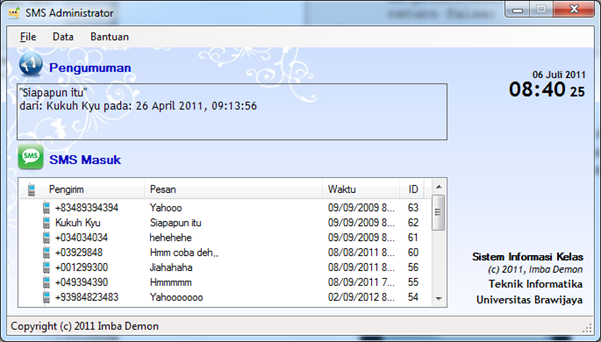 SMS Administrator
return false;
File Data Bantuan
Pengumuman
06 Juli 2011
08:40 25
"Siapapun itu"
dari: Kukuh Kyu pada: 26 April 2011, 09:13:56
SMS
SMS Masuk
Pengirim Pesan Waktu ID
+83489394394 Yahooo 09/09/2009 8... 63
Kukuh Kyu Siapapun itu 09/09/2009 8... 62
+034034034 hehehehe 09/09/2009 8... 61
+03929848 Hmm coba deh,, 08/08/2011 8... 60
+001299300 Jiahahaha 08/09/2011 8... 56
+049394390 Hmmmmm 08/09/2011 7... 55
+93984823483 Yahoooooooo 02/09/2012 8... 54
Sistem Informasi Kelas
(c) 2011, Imba Demon
Teknik Informatika
Universitas Brawijaya
Copyright (c) 2011 Imba Demon